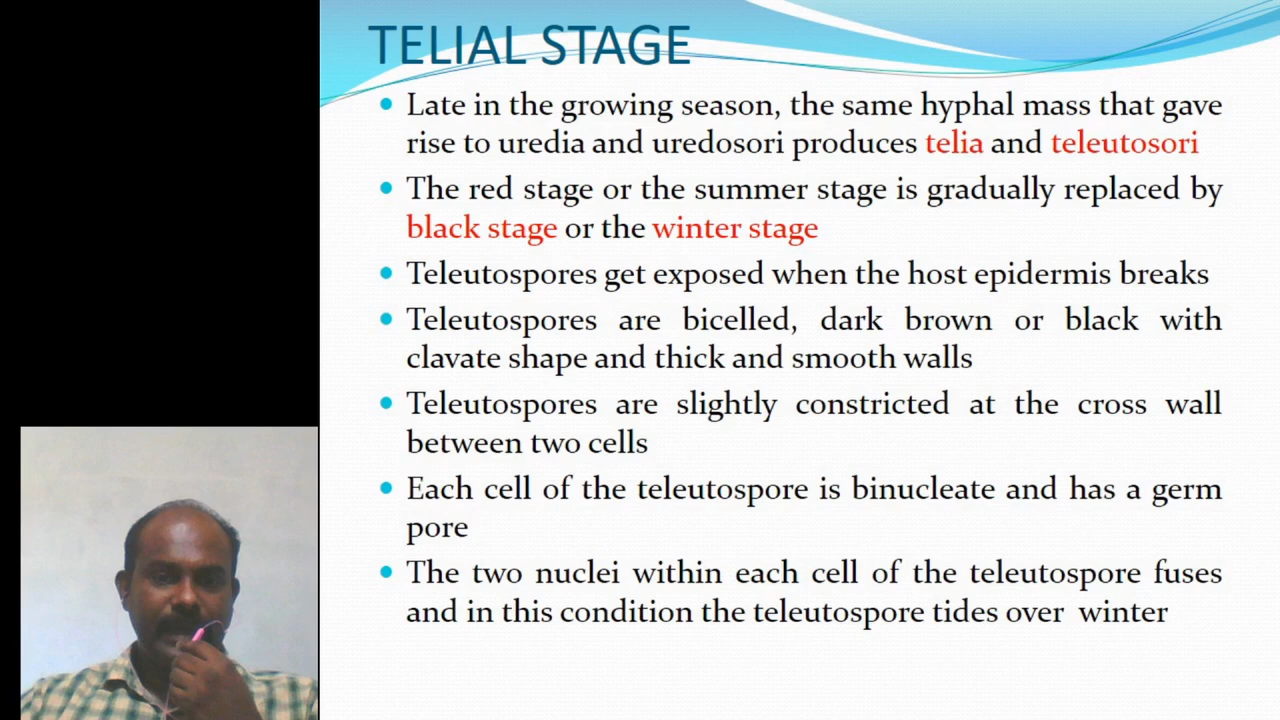 TELIAL STAGE
Late in the growing season, the same hyphal mass that gave
rise to uredia and uredosori produces telia and teleutosori
The red stage or the summer stage is gradually replaced by
black stage or the winter stage
Teleutospores get exposed when the host epidermis breaks
Teleutospores are bicelled, dark brown or black with
clavate shape and thick and smooth walls
Teleutospores are slightly constricted at the cross wall
between two cells
Each cell of the teleutospore is binucleate and has a germ
pore
The two nuclei within each cell of the teleutospore fuses
and in this condition the teleutospore tides over winter